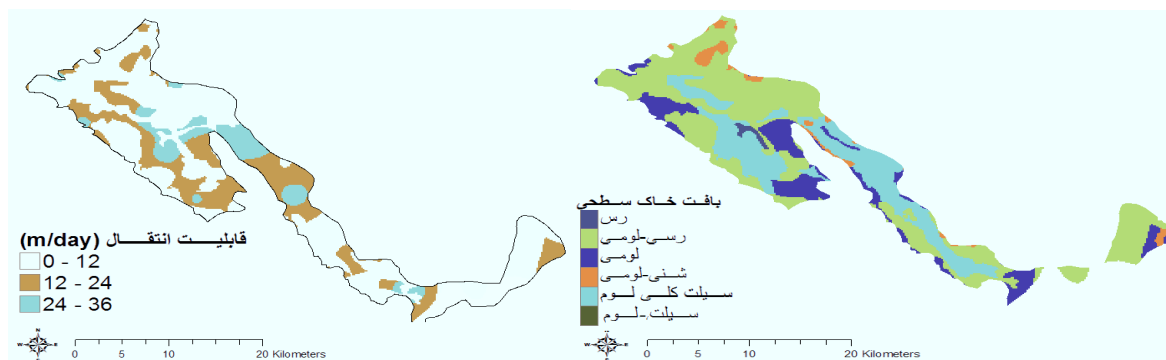 قابلیت انتقال (m/day)
0 - 12
12 - 24
24 - 36
N
W E
S
0 5 10 20 Kilometers
بافت خاک سطحی
رس
رسی-لومی
لومی
شنی-لومی
سیلت کلی لوم
سیلت-لوم
N
W E
S
0 5 10 20 Kilometers